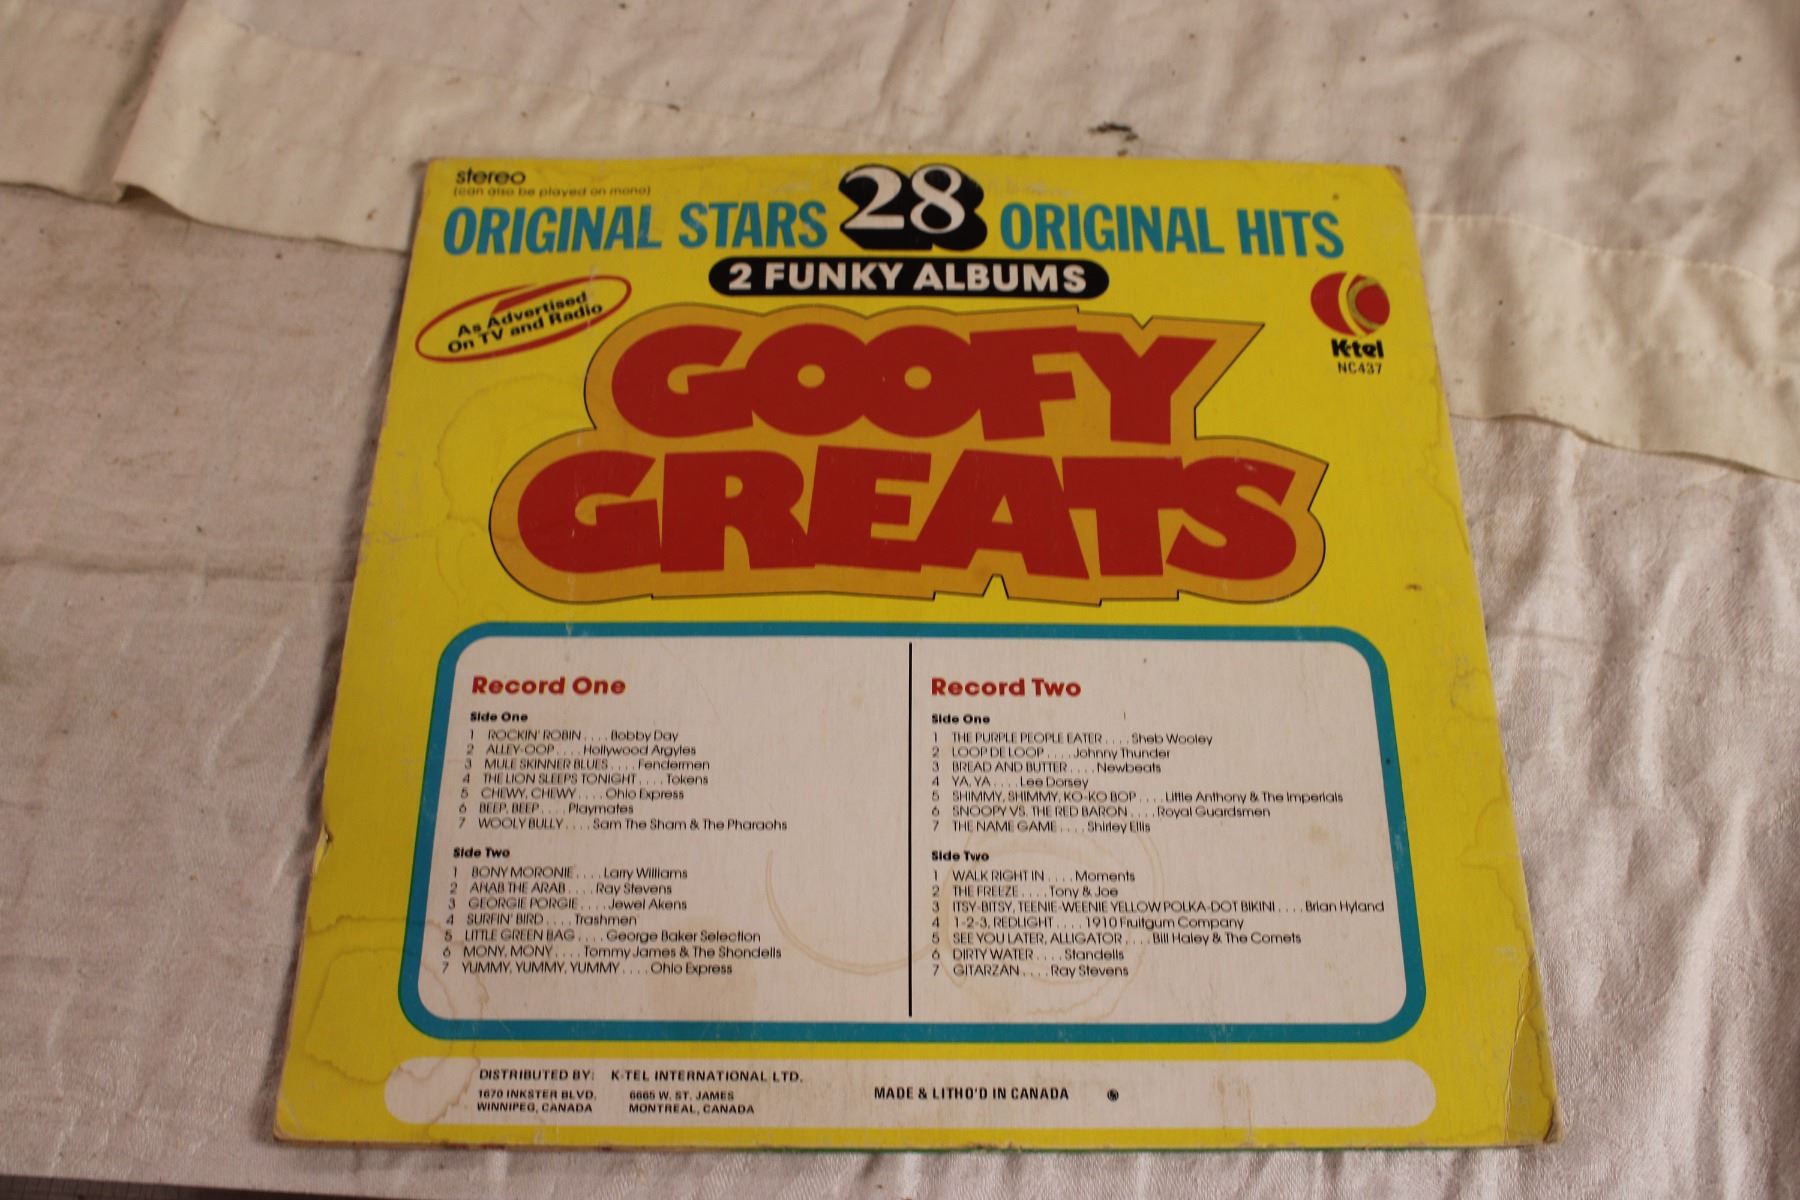 stereo
(can also be played on mono)
ORIGINAL STARS 28 ORIGINAL HITS
2 FUNKY ALBUMS
As Advertised
On TV and Radio
K-tel
NC437
GOOFY
GREATS
Record One
Side One
1 ROCKIN' ROBIN .... Bobby Day
2 ALLEY-OOP .... Hollywood Argyles
3 MULE SKINNER BLUES .... Fendermen
4 THE LION SLEEPS TONIGHT .... Tokens
5 CHEWY, CHEWY .... Ohio Express
6 BEEP, BEEP .... Playmates
7 WOOLY BULLY .... Sam The Sham & The Pharaohs
Side Two
1 BONY MORONIE .... Larry Williams
2 AHAB THE ARAB .... Ray Stevens
3 GEORGIE PORGIE .... Jewel Akens
4 SURFIN' BIRD .... Trashmen
5 LITTLE GREEN BAG .... George Baker Selection
6 MONY, MONY .... Tommy James & The Shondells
7 YUMMY, YUMMY, YUMMY .... Ohio Express
Record Two
Side One
1 THE PURPLE PEOPLE EATER .... Sheb Wooley
2 LOOP DE LOOP .... Johnny Thunder
3 BREAD AND BUTTER .... Newbeats
4 YA, YA .... Lee Dorsey
5 SHIMMY, SHIMMY, KO-KO BOP .... Little Anthony & The Imperials
6 SNOOPY VS. THE RED BARON .... Royal Guardsmen
7 THE NAME GAME .... Shirley Ellis
Side Two
1 WALK RIGHT IN .... Moments
2 THE FREEZE .... Tony & Joe
3 ITSY-BITSY, TEENIE-WEENIE YELLOW POLKA-DOT BIKINI .... Brian Hyland
4 1-2-3, REDLIGHT .... 1910 Fruitgum Company
5 SEE YOU LATER, ALLIGATOR .... Bill Haley & The Comets
6 DIRTY WATER .... Standells
7 GITARZAN .... Ray Stevens
DISTRIBUTED BY: K-TEL INTERNATIONAL LTD.
1670 INKSTER BLVD. 6665 W. ST. JAMES
WINNIPEG, CANADA MONTREAL, CANADA
MADE & LITHO'D IN CANADA